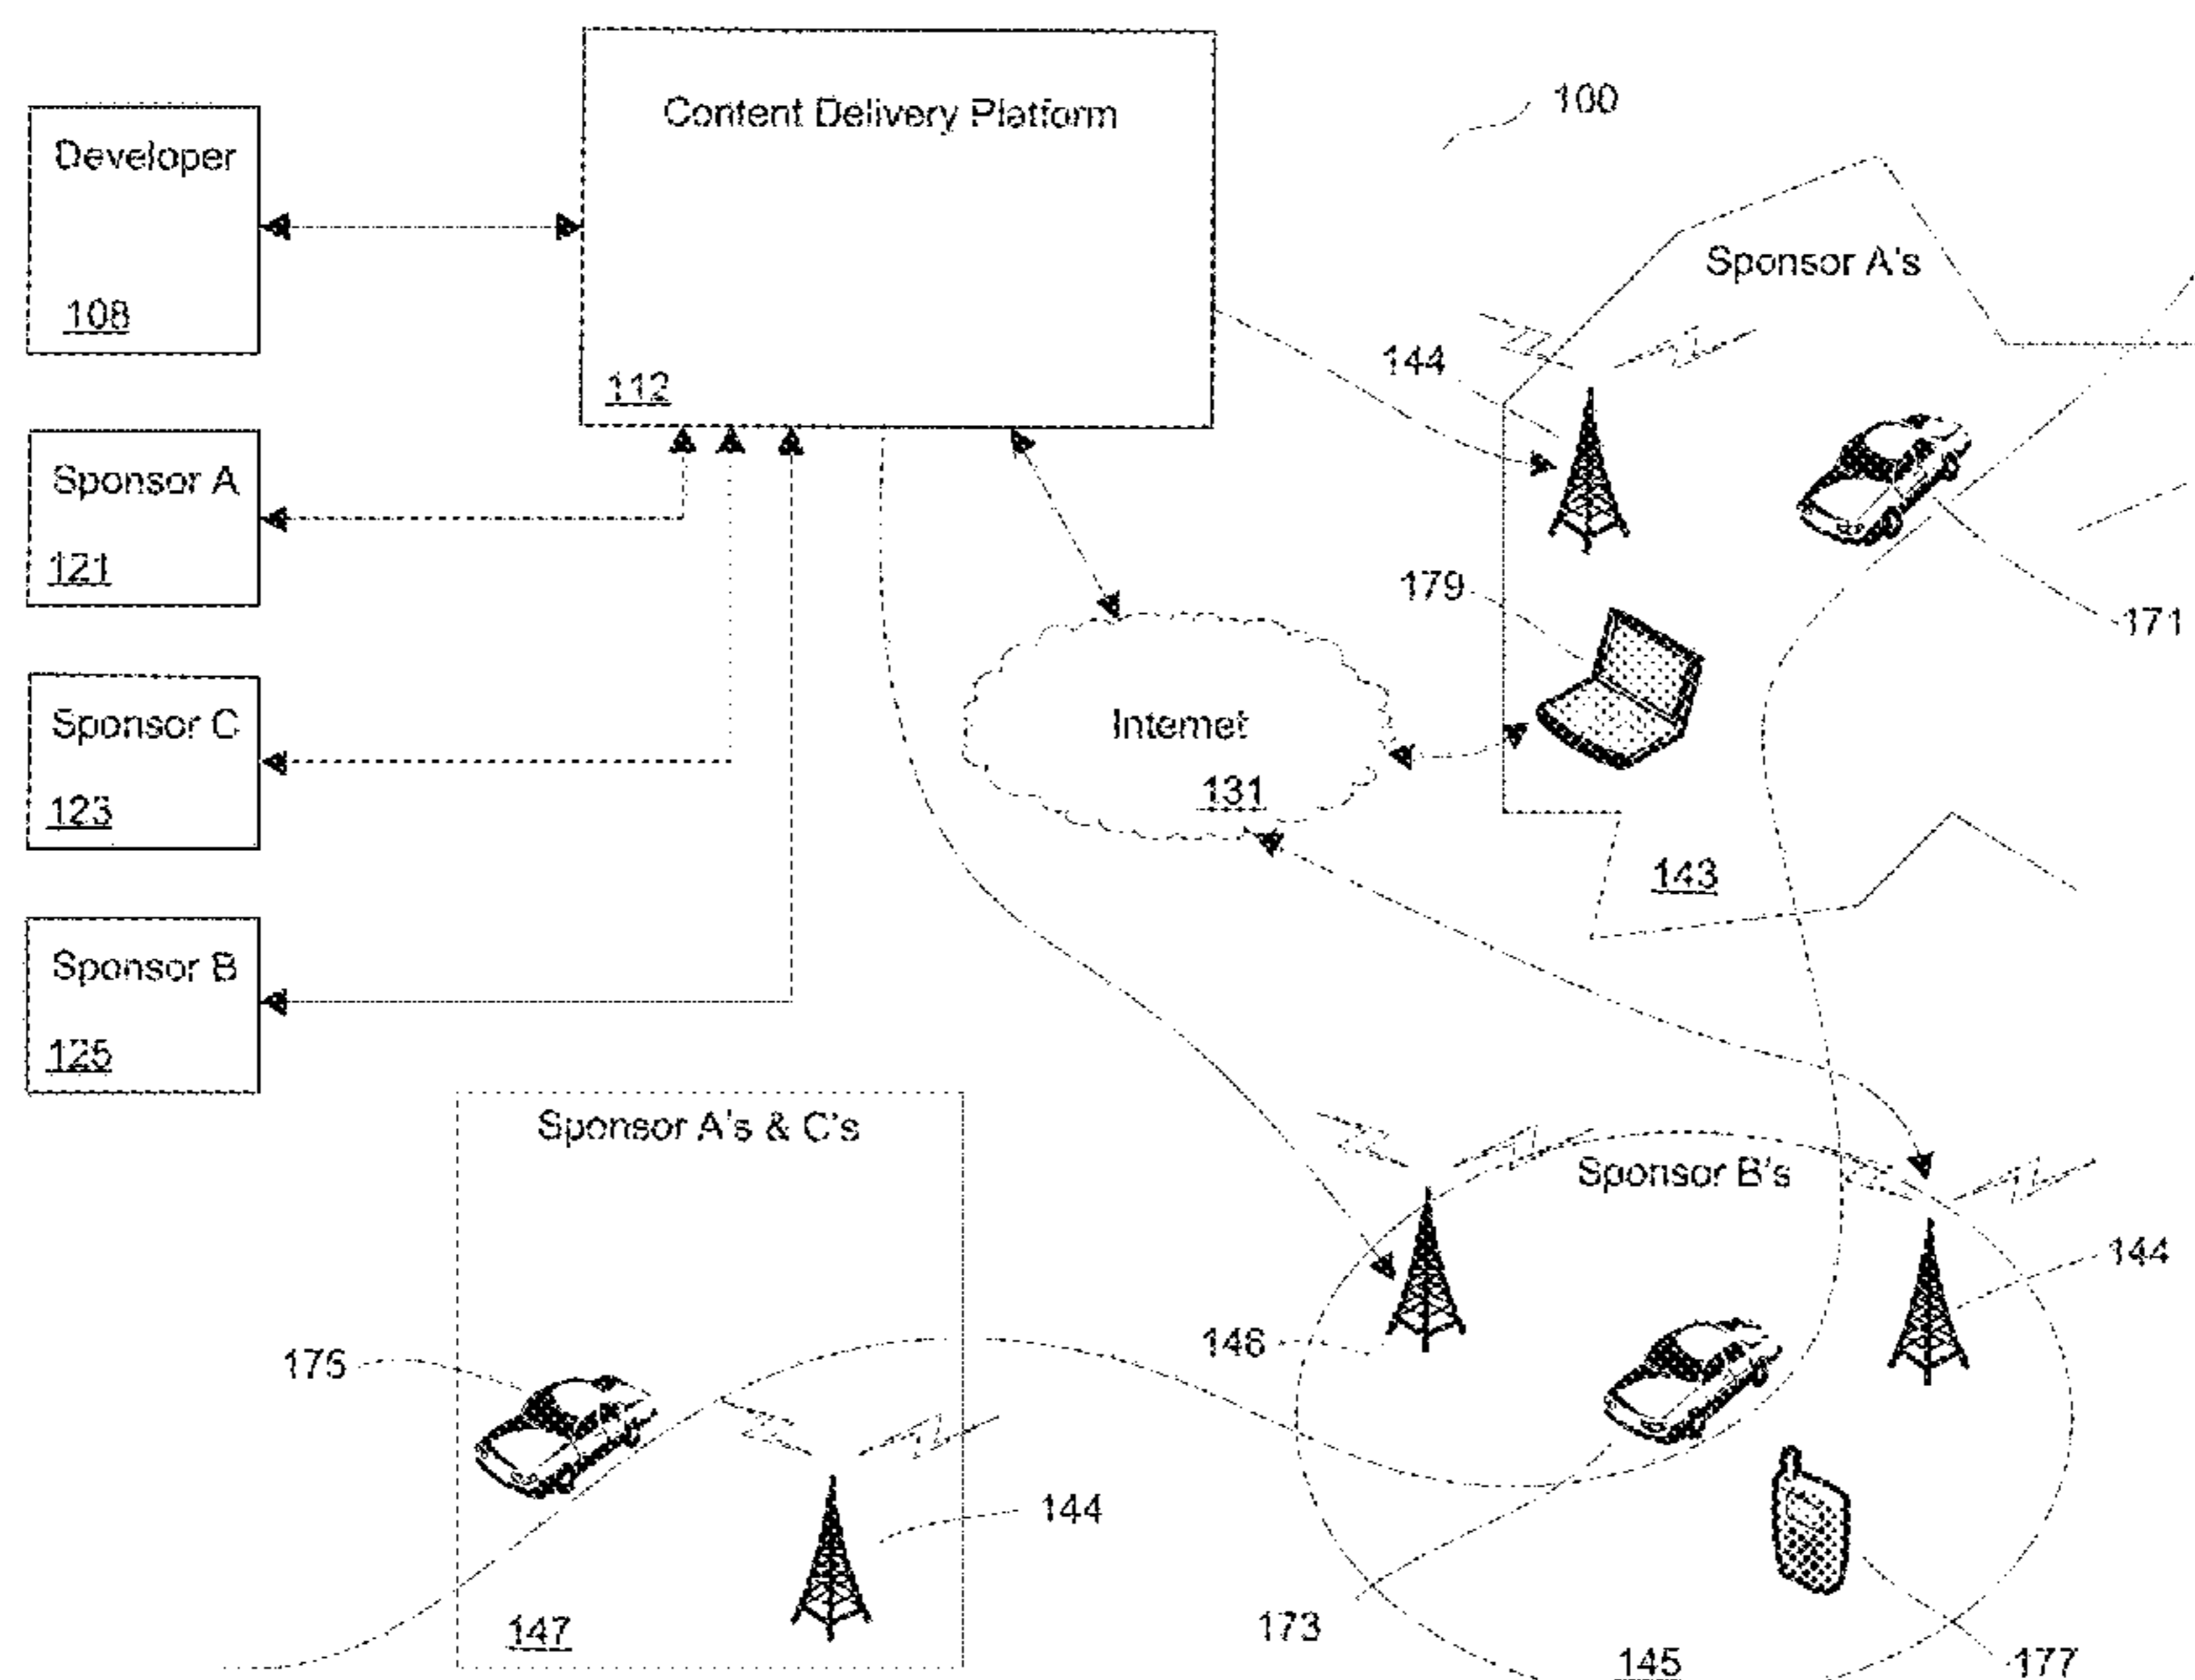 Content Delivery Platform
112
100
Developer
108
Sponsor A
121
Sponsor C
123
Sponsor B
125
Internet
131
Sponsor A's
144
179
171
143
Sponsor A's & C's
176
144
147
Sponsor B's
146
144
173
145
177